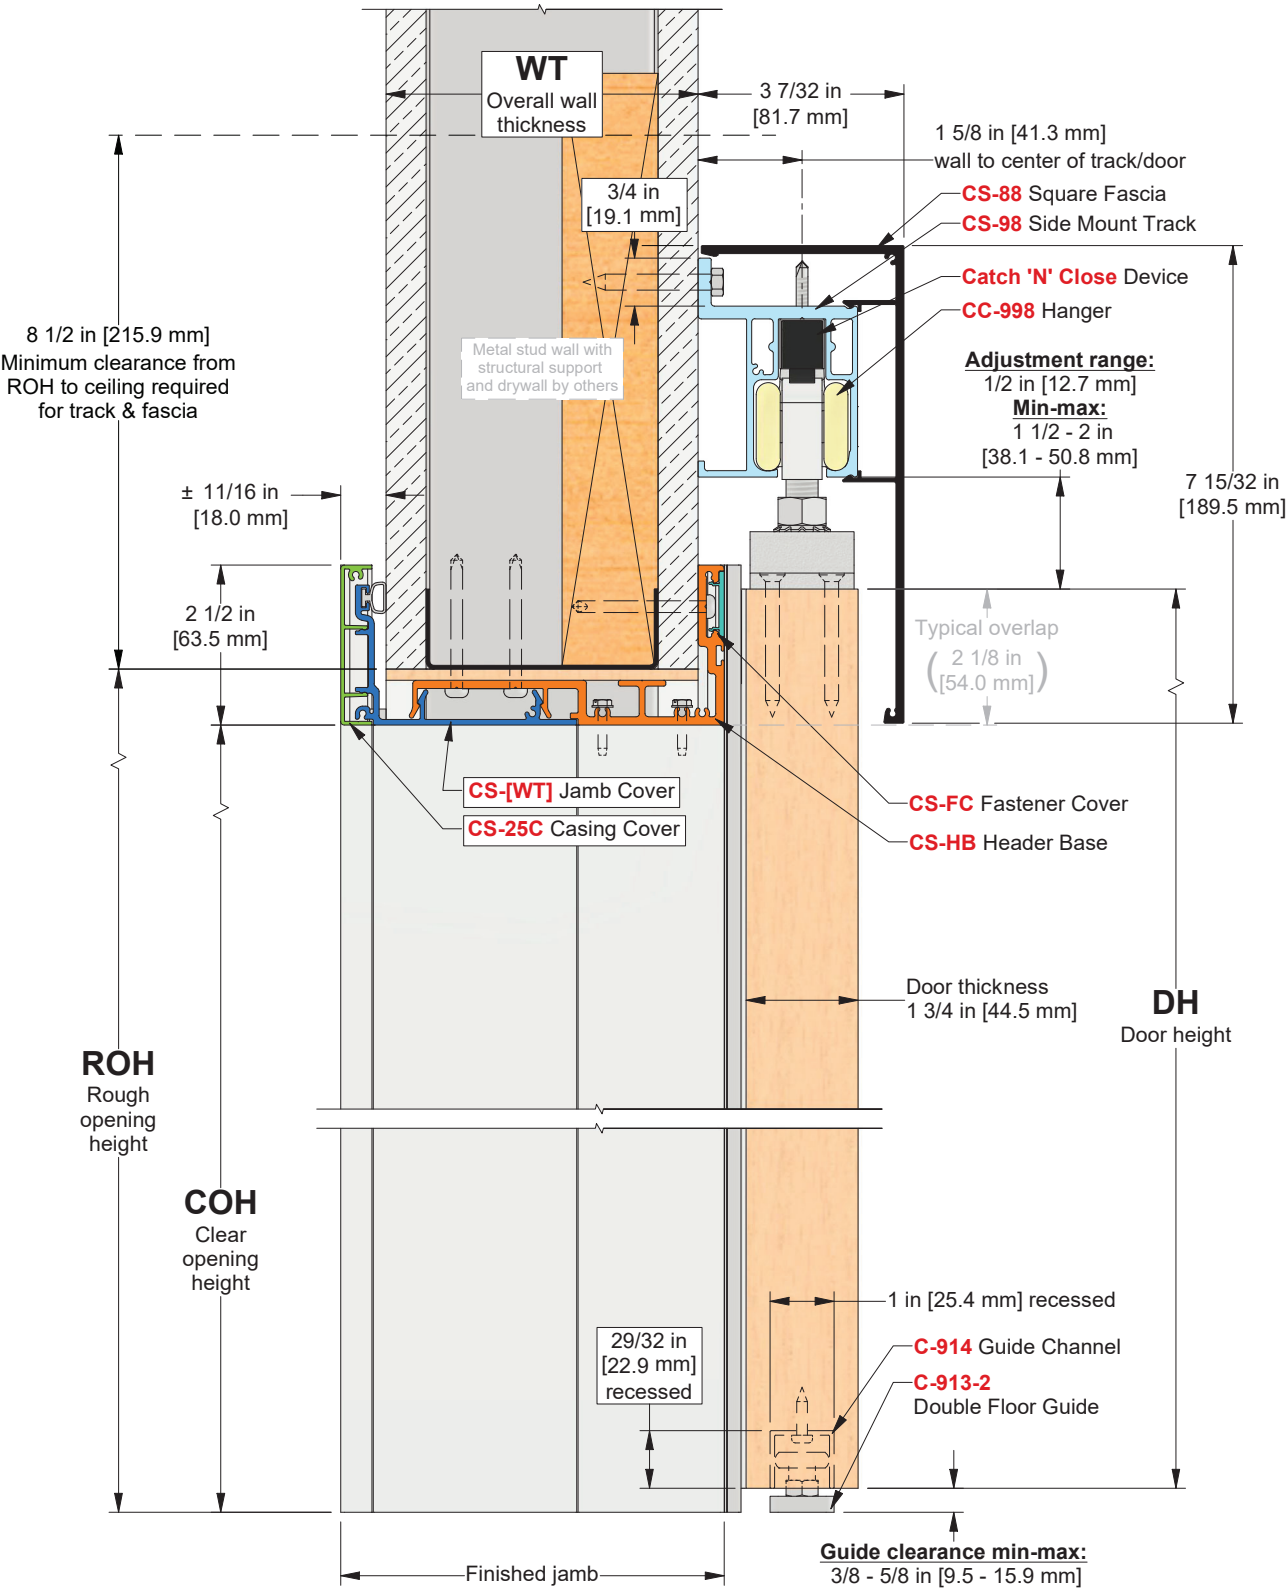 WT
Overall wall
thickness
3 7/32 in
[81.7 mm]
1 5/8 in [41.3 mm]
wall to center of track/door
3/4 in
[19.1 mm]
CS-88 Square Fascia
CS-98 Side Mount Track
Catch 'N' Close Device
CC-998 Hanger
8 1/2 in [215.9 mm]
Minimum clearance from
ROH to ceiling required
for track & fascia
Metal stud wall with
structural support
and drywall by others
Adjustment range:
1/2 in [12.7 mm]
Min-max:
1 1/2 - 2 in
[38.1 - 50.8 mm]
7 15/32 in
[189.5 mm]
± 11/16 in
[18.0 mm]
2 1/2 in
[63.5 mm]
Typical overlap
( 2 1/8 in )
[54.0 mm]
CS-[WT] Jamb Cover
CS-25C Casing Cover
CS-FC Fastener Cover
CS-HB Header Base
Door thickness
1 3/4 in [44.5 mm]
DH
Door height
ROH
Rough
opening
height
COH
Clear
opening
height
1 in [25.4 mm] recessed
29/32 in
[22.9 mm]
recessed
C-914 Guide Channel
C-913-2
Double Floor Guide
Guide clearance min-max:
3/8 - 5/8 in [9.5 - 15.9 mm]
Finished jamb